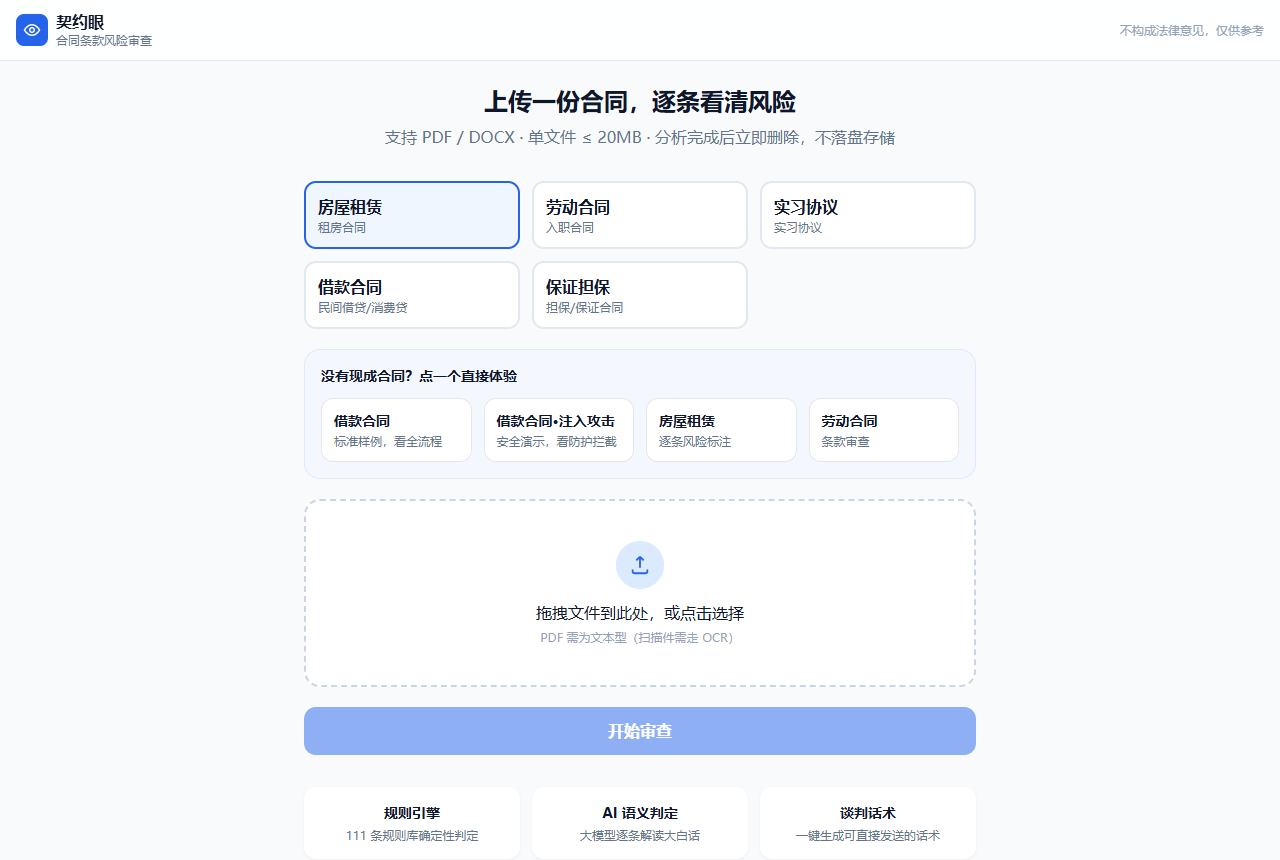 契约眼
合同条款风险审查
不构成法律意见，仅供参考
上传一份合同，逐条看清风险
支持 PDF / DOCX · 单文件 ≤ 20MB · 分析完成后立即删除，不落盘存储
房屋租赁
租房合同
劳动合同
入职合同
实习协议
实习协议
借款合同
民间借贷/消费贷
保证担保
担保/保证合同
没有现成合同？点一个直接体验
借款合同
标准样例，看全流程
借款合同·注入攻击
安全演示，看防护拦截
房屋租赁
逐条风险标注
劳动合同
条款审查
拖拽文件到此处，或点击选择
PDF 需为文本型（扫描件需走 OCR）
开始审查
规则引擎
111 条规则库确定性判定
AI 语义判定
大模型逐条解读大白话
谈判话术
一键生成可直接发送的话术